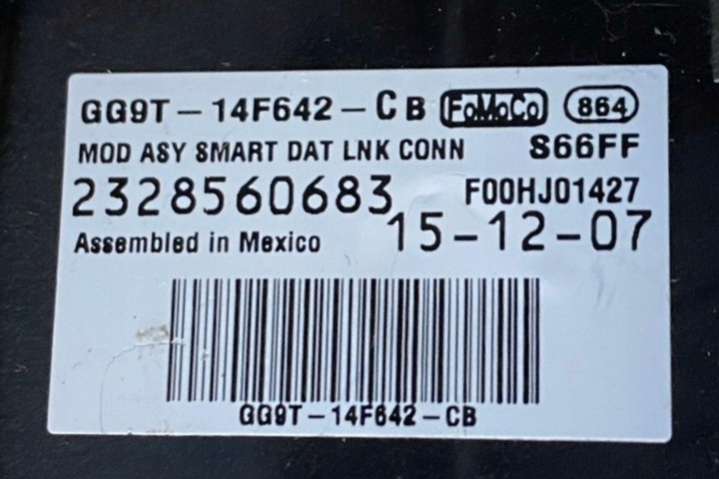 GG9T-14F642-CB FoMoCo 864
MOD ASY SMART DAT LNK CONN S66FF
2328560683 F00HJ01427
Assembled in Mexico 15-12-07
GG9T-14F642-CB